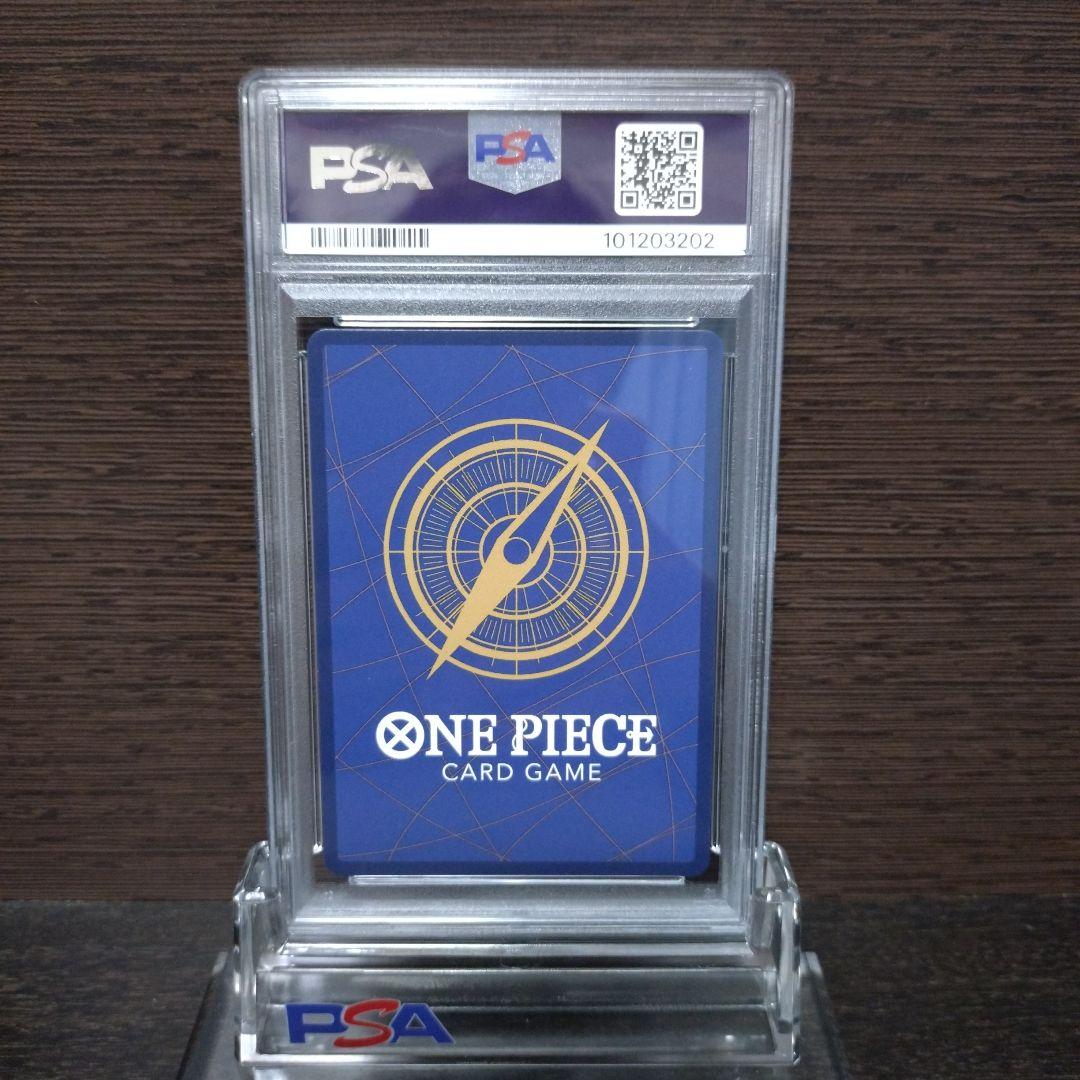 PSA
PSA
101203202
ONE PIECE
CARD GAME
PSA